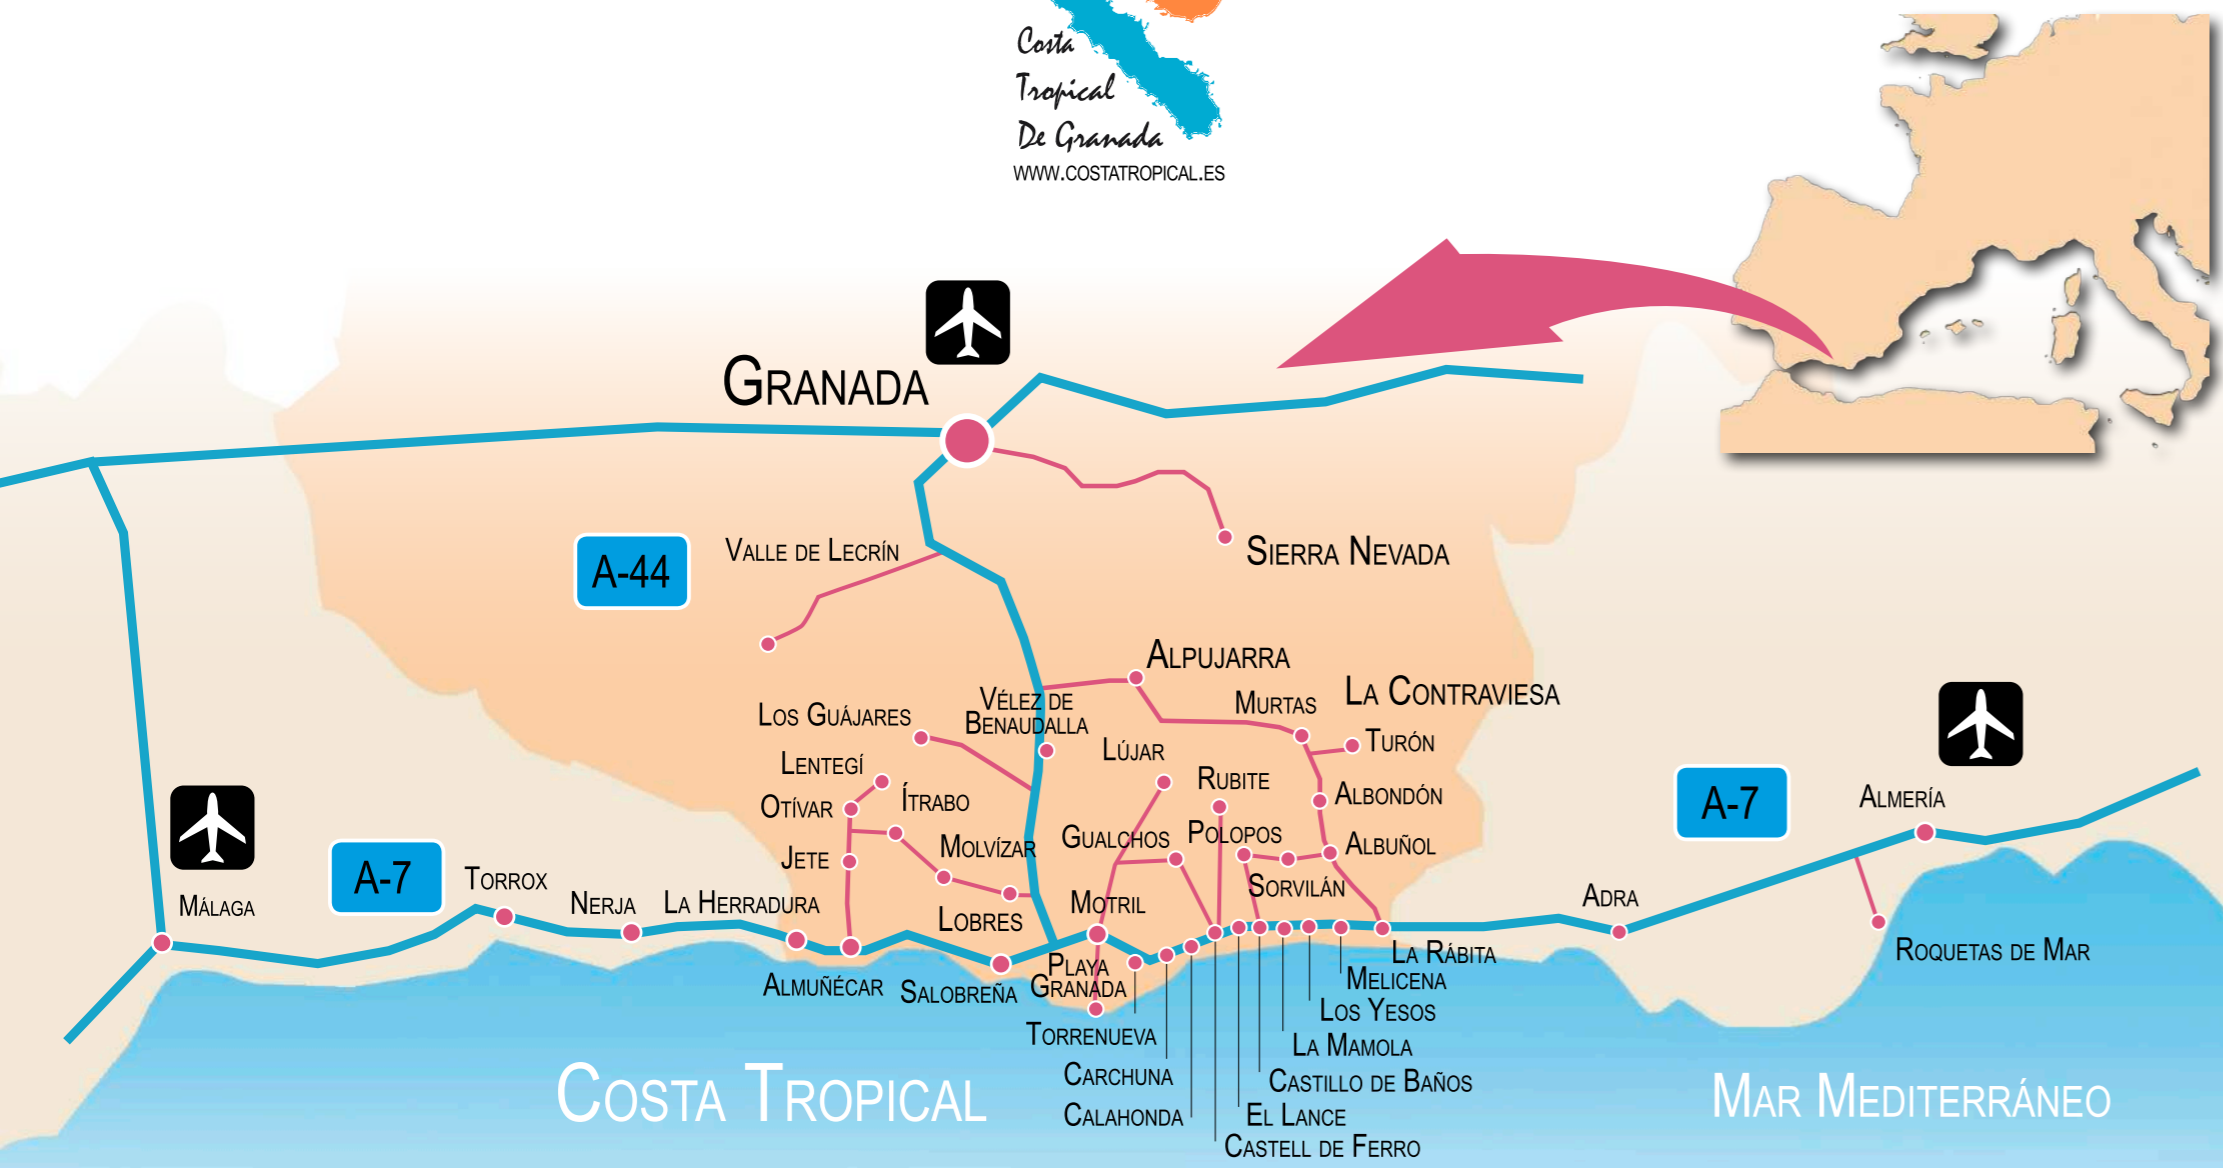 Costa
Tropical
De Granada
WWW.COSTATROPICAL.ES
GRANADA
A-44
VALLE DE LECRÍN
SIERRA NEVADA
ALPUJARRA
LA CONTRAVIESA
VÉLEZ DE
BENAUDALLA
MURTAS
LOS GUÁJARES
TURÓN
LÚJAR
LENTEGÍ
RUBITE
OTÍVAR
ÍTRABO
ALBONDÓN
A-7
ALMERÍA
GUALCHOS
POLOPOS
MOLVÍZAR
ALBUÑOL
JETE
A-7
TORROX
SORVILÁN
MÁLAGA
NERJA
LA HERRADURA
LOBRES
MOTRIL
ADRA
ROQUETAS DE MAR
LA RÁBITA
PLAYA
GRANADA
MELICENA
ALMUÑÉCAR
SALOBREÑA
LOS YESOS
TORRENUEVA
LA MAMOLA
CARCHUNA
CASTILLO DE BAÑOS
COSTA TROPICAL
MAR MEDITERRÁNEO
CALAHONDA
EL LANCE
CASTELL DE FERRO